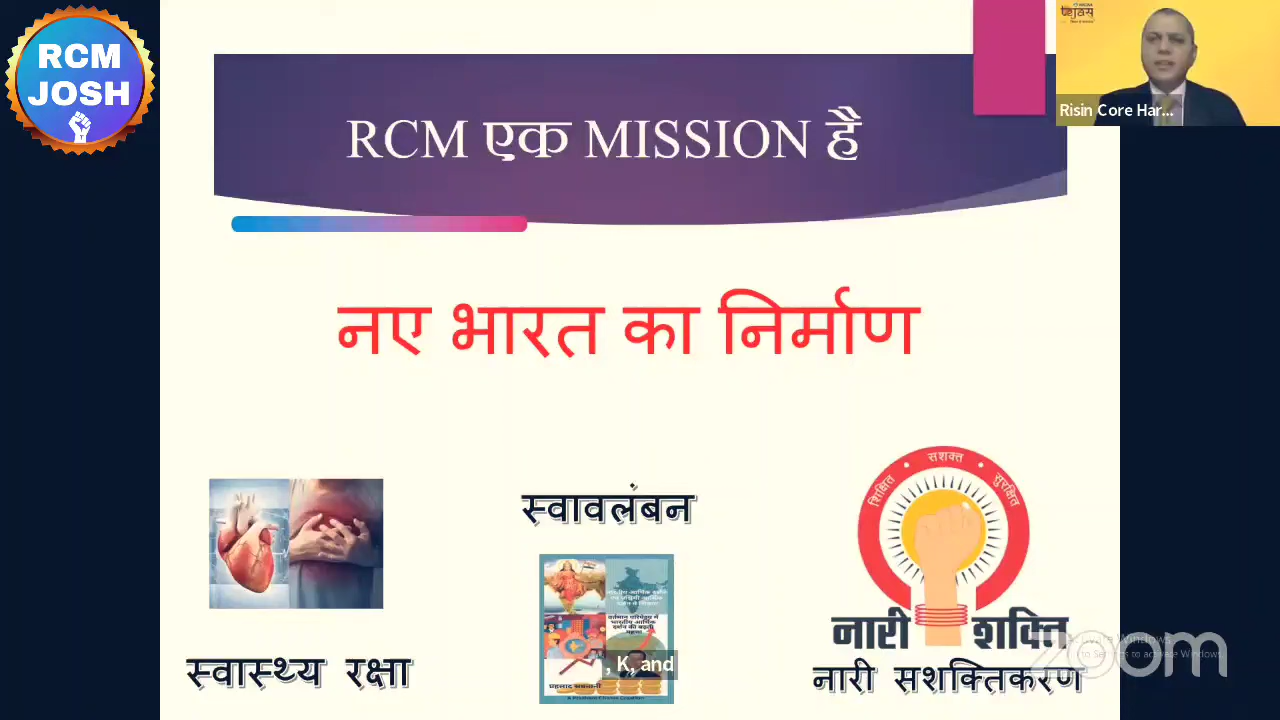 RCM
JOSH
तेजस
Risin Core Har...
RCM एक MISSION है
नए भारत का निर्माण
स्वास्थ्य रक्षा
स्वावलंबन
, K, and
शिक्षित • सशक्त • सुरक्षित
नारी शक्ति
नारी सशक्तिकरण
zoom